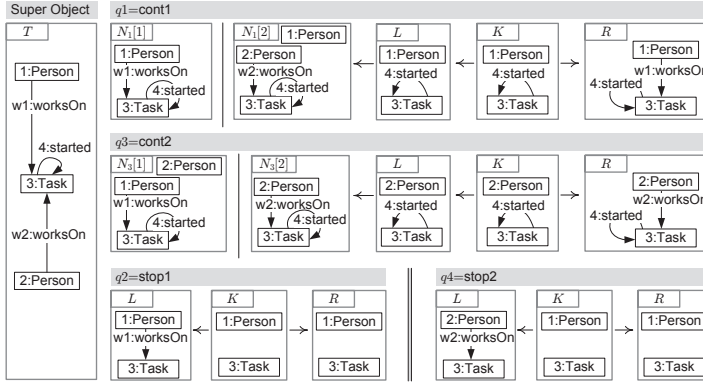 Super Object
T
1:Person
w1:worksOn
4:started
3:Task
w2:worksOn
2:Person
q1=cont1
N₁[1]
1:Person
w1:worksOn
4:started
3:Task
N₁[2]
1:Person
2:Person
w2:worksOn
4:started
3:Task
L
1:Person
4:started
3:Task
K
1:Person
4:started
3:Task
R
1:Person
w1:worksOn
4:started
3:Task
q3=cont2
N₃[1]
2:Person
1:Person
w1:worksOn
4:started
3:Task
N₃[2]
2:Person
w2:worksOn
4:started
3:Task
L
2:Person
4:started
3:Task
K
2:Person
4:started
3:Task
R
2:Person
w2:worksOn
4:started
3:Task
q2=stop1
L
1:Person
w1:worksOn
3:Task
K
1:Person
3:Task
R
1:Person
3:Task
q4=stop2
L
2:Person
w2:worksOn
3:Task
K
1:Person
3:Task
R
1:Person
3:Task